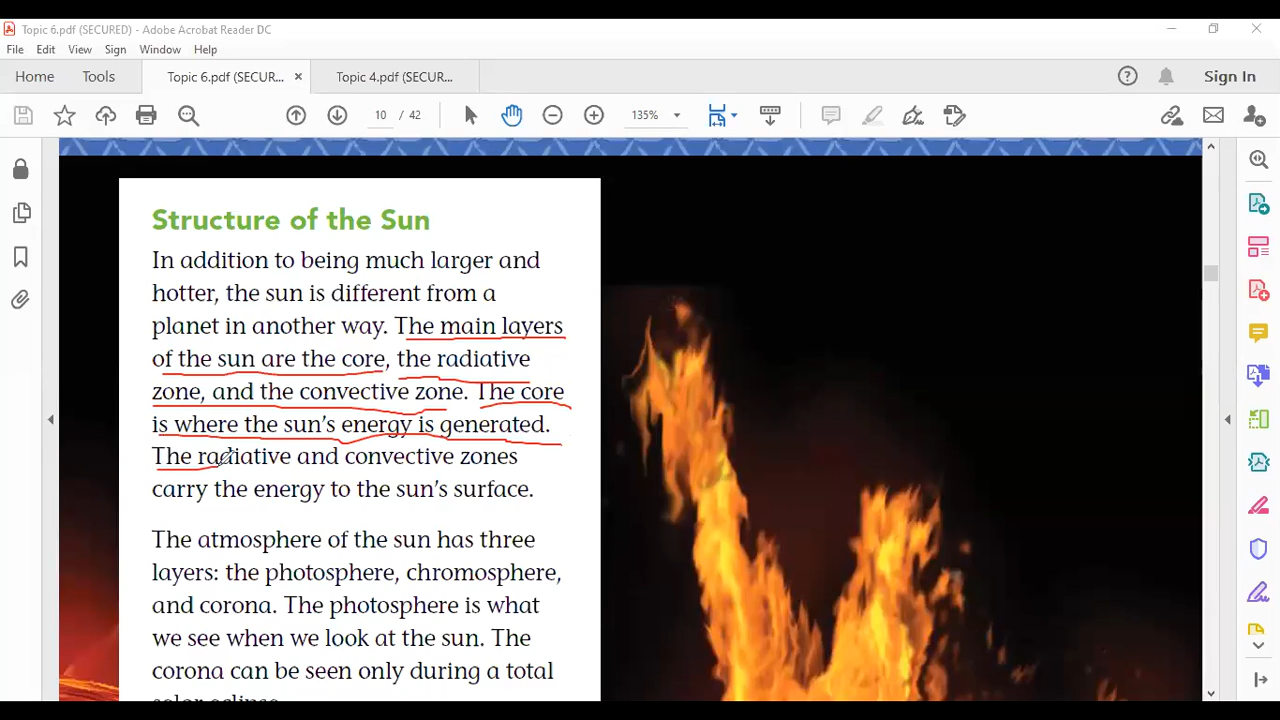 Topic 6.pdf (SECURED) - Adobe Acrobat Reader DC
File Edit View Sign Window Help
Home Tools Topic 6.pdf (SECUR... × Topic 4.pdf (SECUR... Sign In
10 / 42 135%
Structure of the Sun
In addition to being much larger and
hotter, the sun is different from a
planet in another way. The main layers
of the sun are the core, the radiative
zone, and the convective zone. The core
is where the sun's energy is generated.
The radiative and convective zones
carry the energy to the sun's surface.
The atmosphere of the sun has three
layers: the photosphere, chromosphere,
and corona. The photosphere is what
we see when we look at the sun. The
corona can be seen only during a total
solar eclipse.